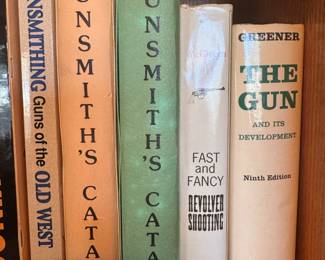 NSMITHING Guns of the OLD WEST
UNSMITH'S CATA
UNSMITH'S CATA
FAST
and
FANCY
REVOLVER
SHOOTING
GREENER
THE
GUN
AND ITS
DEVELOPMENT
Ninth Edition